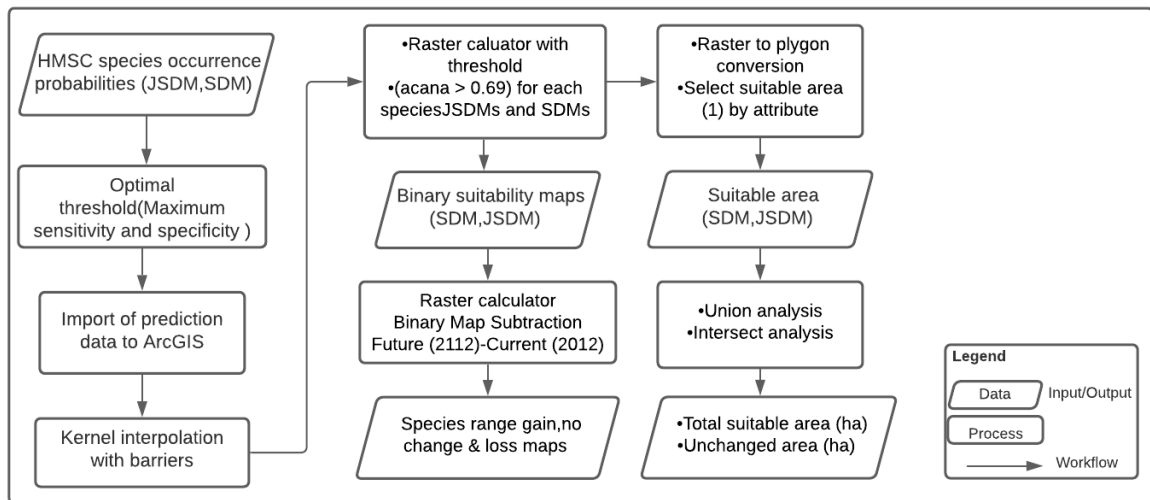 HMSC species occurrence
probabilities (JSDM,SDM)
Optimal
threshold(Maximum
sensitivity and specificity )
Import of prediction
data to ArcGIS
Kernel interpolation
with barriers
•Raster caluator with
threshold
•(acana > 0.69) for each
speciesJSDMs and SDMs
Binary suitability maps
(SDM,JSDM)
Raster calculator
Binary Map Subtraction
Future (2112)-Current (2012)
Species range gain,no
change & loss maps
•Raster to plygon
conversion
•Select suitable area
(1) by attribute
Suitable area
(SDM,JSDM)
•Union analysis
•Intersect analysis
•Total suitable area (ha)
•Unchanged area (ha)
Legend
Data Input/Output
Process
Workflow